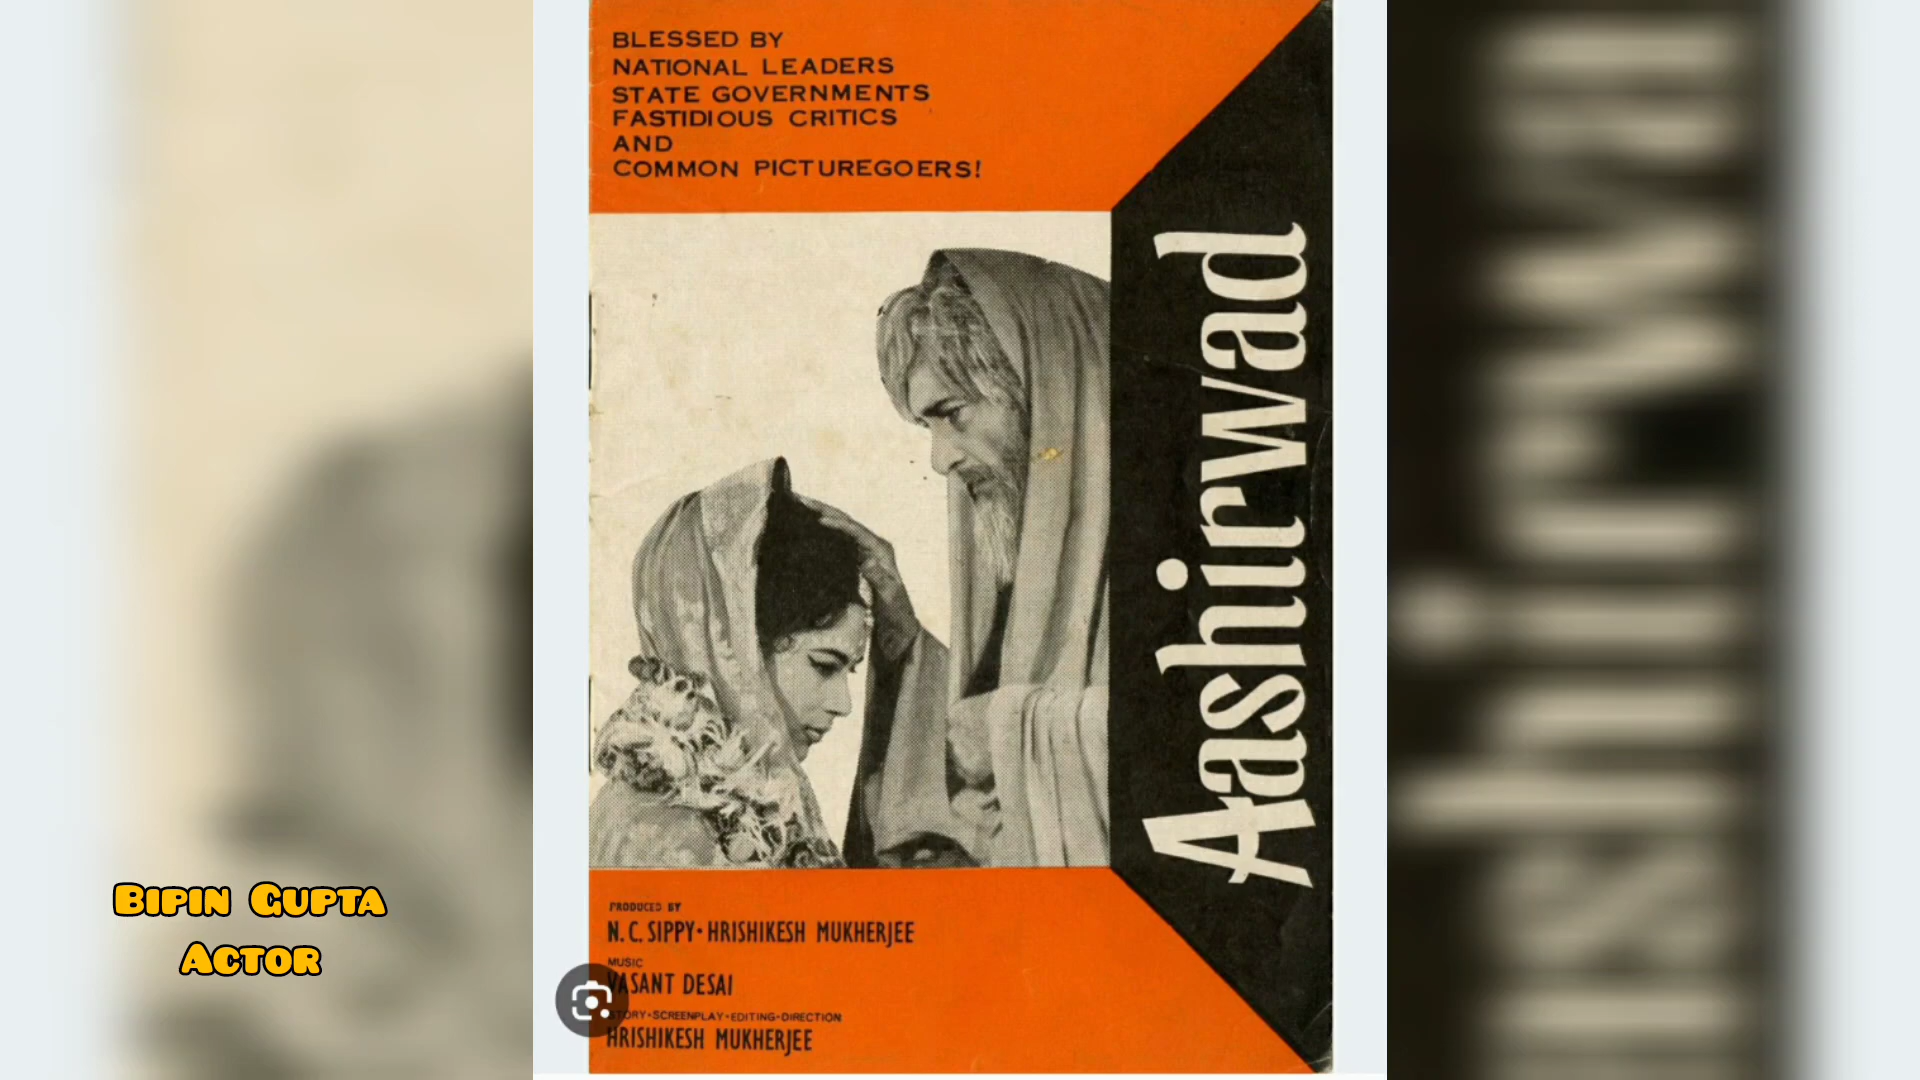 BLESSED BY
NATIONAL LEADERS
STATE GOVERNMENTS
FASTIDIOUS CRITICS
AND
COMMON PICTUREGOERS!
Aashirwad
PRODUCED BY
N. C. SIPPY · HRISHIKESH MUKHERJEE
MUSIC
VASANT DESAI
STORY-SCREENPLAY-EDITING-DIRECTION
HRISHIKESH MUKHERJEE
BIPIN GUPTA
ACTOR